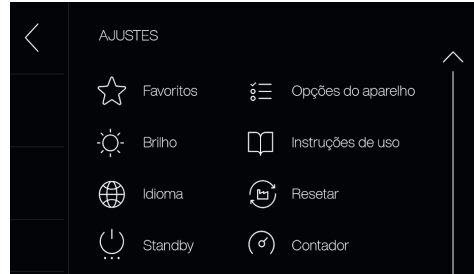 AJUSTES
Favoritos
Opções do aparelho
Brilho
Instruções de uso
Idioma
Resetar
Standby
Contador